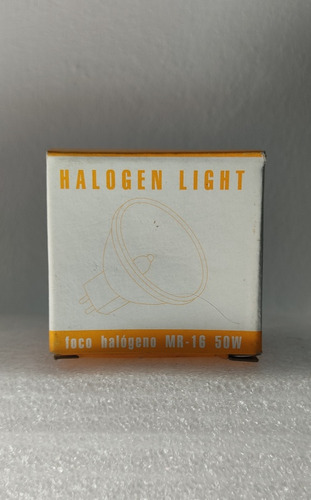 HALOGEN LIGHT
foco halógeno MR-16 50W